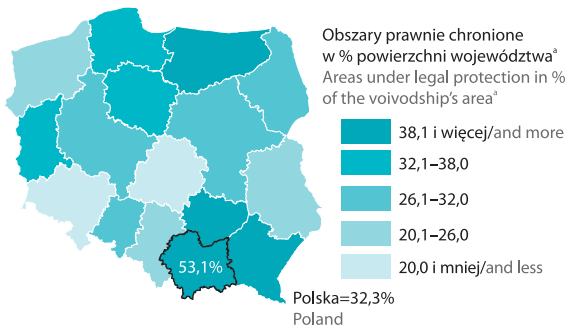 Obszary prawnie chronione
w % powierzchni województwaᵃ
Areas under legal protection in %
of the voivodship's areaᵃ
38,1 i więcej/and more
32,1–38,0
26,1–32,0
20,1–26,0
20,0 i mniej/and less
53,1%
Polska=32,3%
Poland